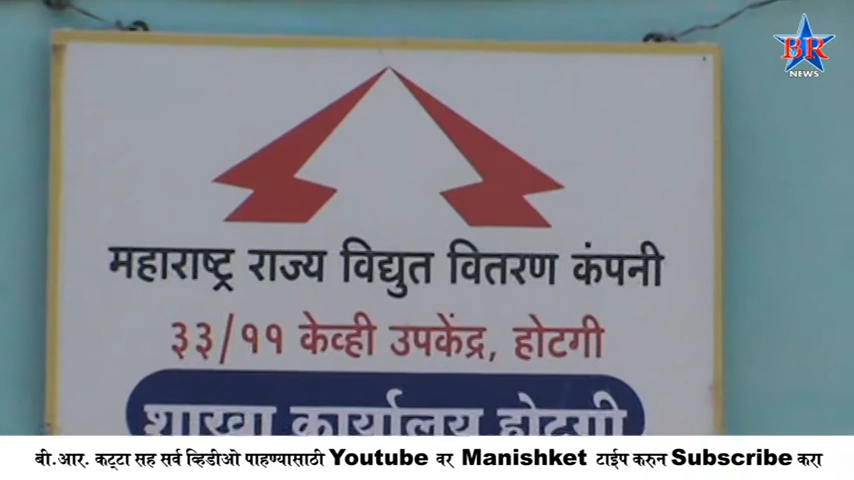 BR
NEWS
महाराष्ट्र राज्य विद्युत वितरण कंपनी
३३/११ केव्ही उपकेंद्र, होटगी
शाखा कार्यालय होटगी
बी.आर. कट्टा सह सर्व व्हिडीओ पाहण्यासाठी Youtube वर Manishket टाईप करुन Subscribe करा